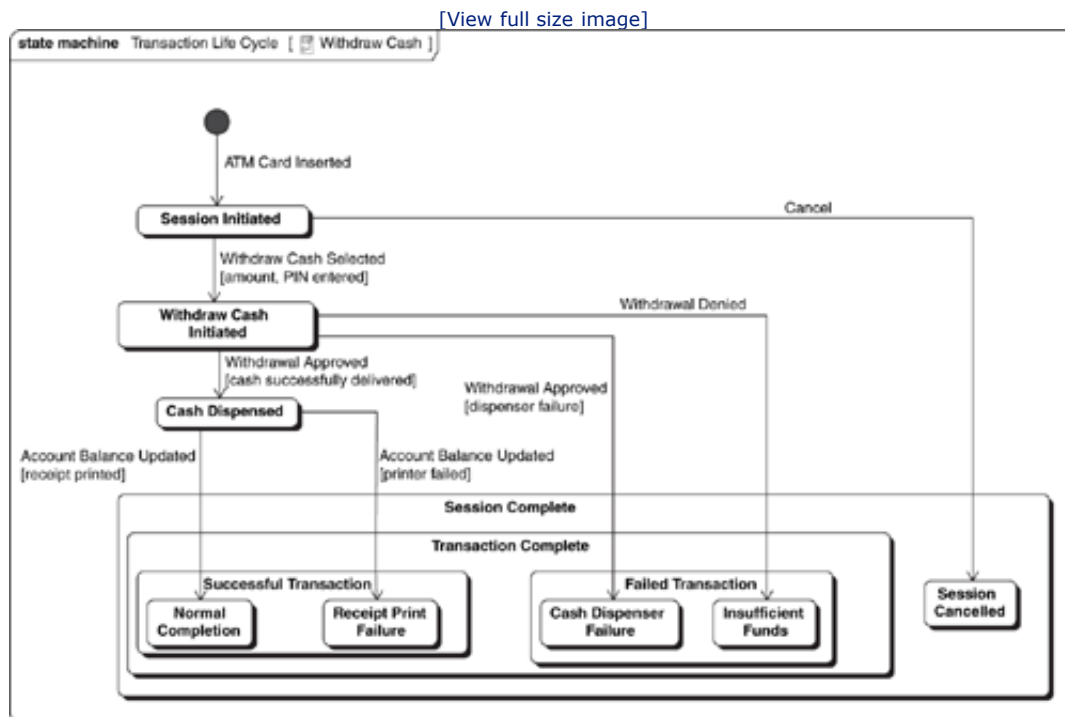 [View full size image]
state machine Transaction Life Cycle [ Withdraw Cash ]
ATM Card Inserted
Session Initiated
Cancel
Withdraw Cash Selected
[amount, PIN entered]
Withdraw Cash
Initiated
Withdrawal Denied
Withdrawal Approved
[cash successfully delivered]
Withdrawal Approved
[dispensor failure]
Cash Dispensed
Account Balance Updated
[receipt printed]
Account Balance Updated
[printer failed]
Session Complete
Transaction Complete
Successful Transaction
Failed Transaction
Normal
Completion
Receipt Print
Failure
Cash Dispenser
Failure
Insufficient
Funds
Session
Cancelled